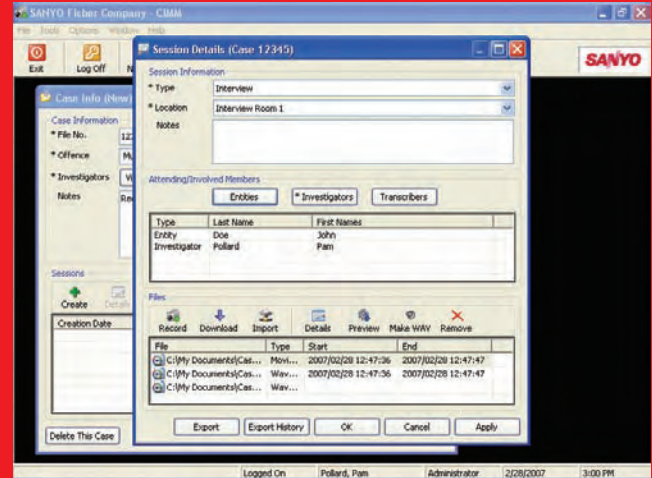 SANYO Fisher Company - CIMM
File Tools Options Window Help
Exit
Log Off
N
SANYO
Case Info (New)
Case Information
* File No.
12
* Offence
Mu
* Investigators
Notes
Re
Sessions
Create
Details
Creation Date
Delete This Case
Session Details (Case 12345)
Session Information
* Type Interview
* Location Interview Room 1
Notes
Attending/Involved Members
Entities * Investigators Transcribers
Type Last Name First Names
Entity Doe John
Investigator Pollard Pam
Files
Record Download Import Details Preview Make WAV Remove
File Type Start End
C:\My Documents\Cas... Movi... 2007/02/28 12:47:36 2007/02/28 12:47:47
C:\My Documents\Cas... Wav... 2007/02/28 12:47:36 2007/02/28 12:47:47
C:\My Documents\Cas... Wav...
Export Export History OK Cancel Apply
Logged On Pollard, Pam Administrator 2/28/2007 3:00 PM